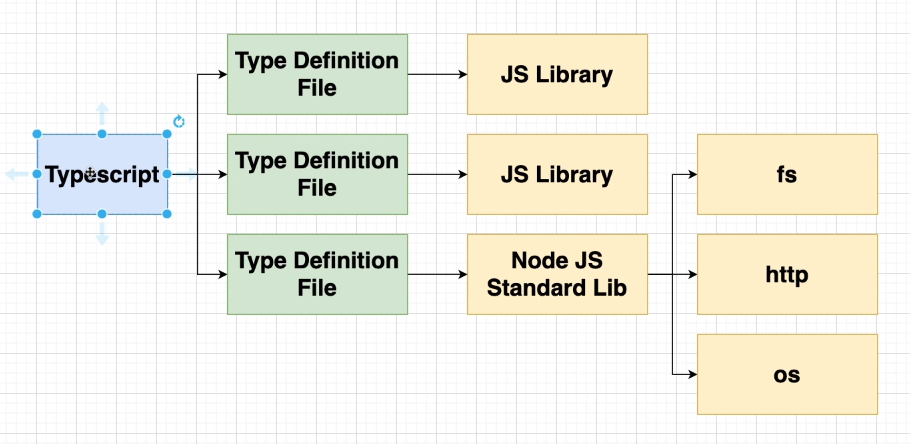 Typescript
Type Definition
File
JS Library
Type Definition
File
JS Library
Type Definition
File
Node JS
Standard Lib
fs
http
os